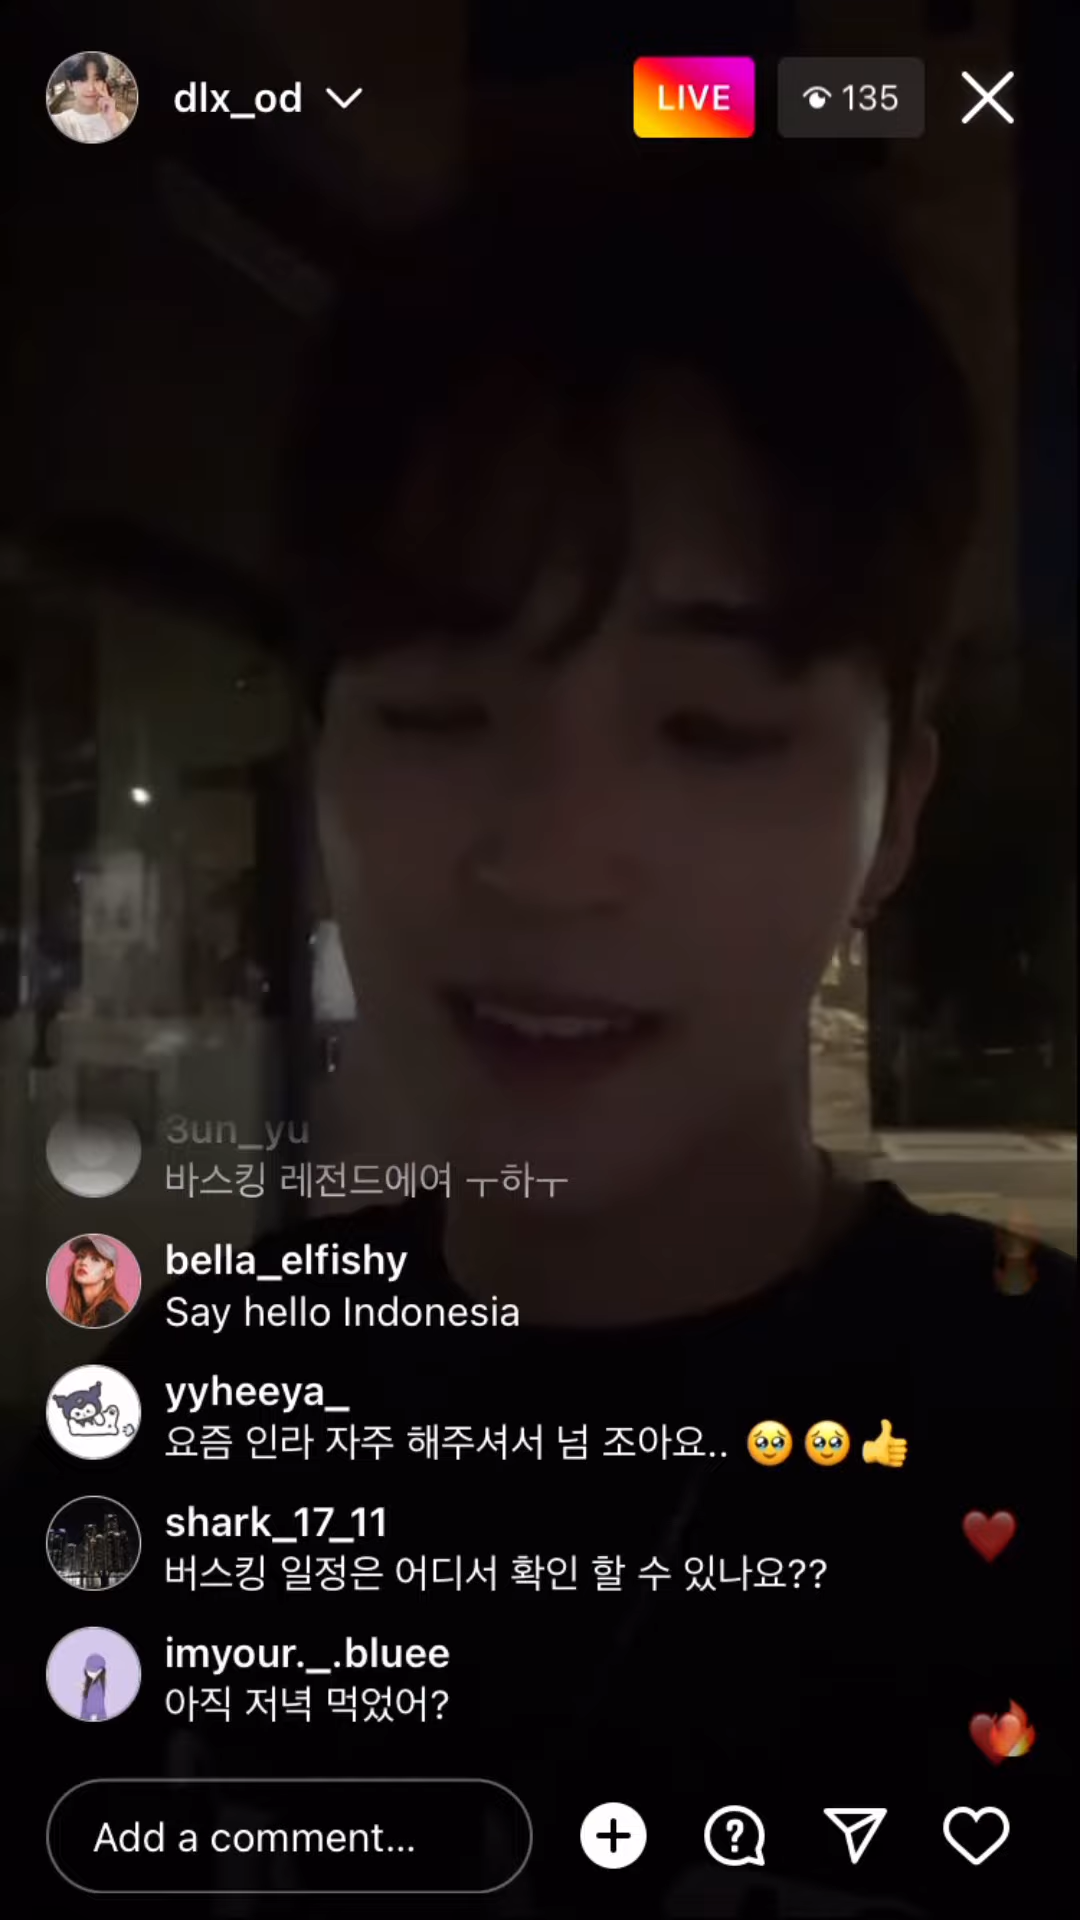 dlx_od
LIVE
135
3un_yu
바스킹 레전드에여 ㅜ하ㅜ
bella_elfishy
Say hello Indonesia
yyheeya_
요즘 인라 자주 해주셔서 넘 조아요.. 🥹🥹👍
shark_17_11
버스킹 일정은 어디서 확인 할 수 있나요??
imyour._.bluee
아직 저녁 먹었어?
Add a comment...